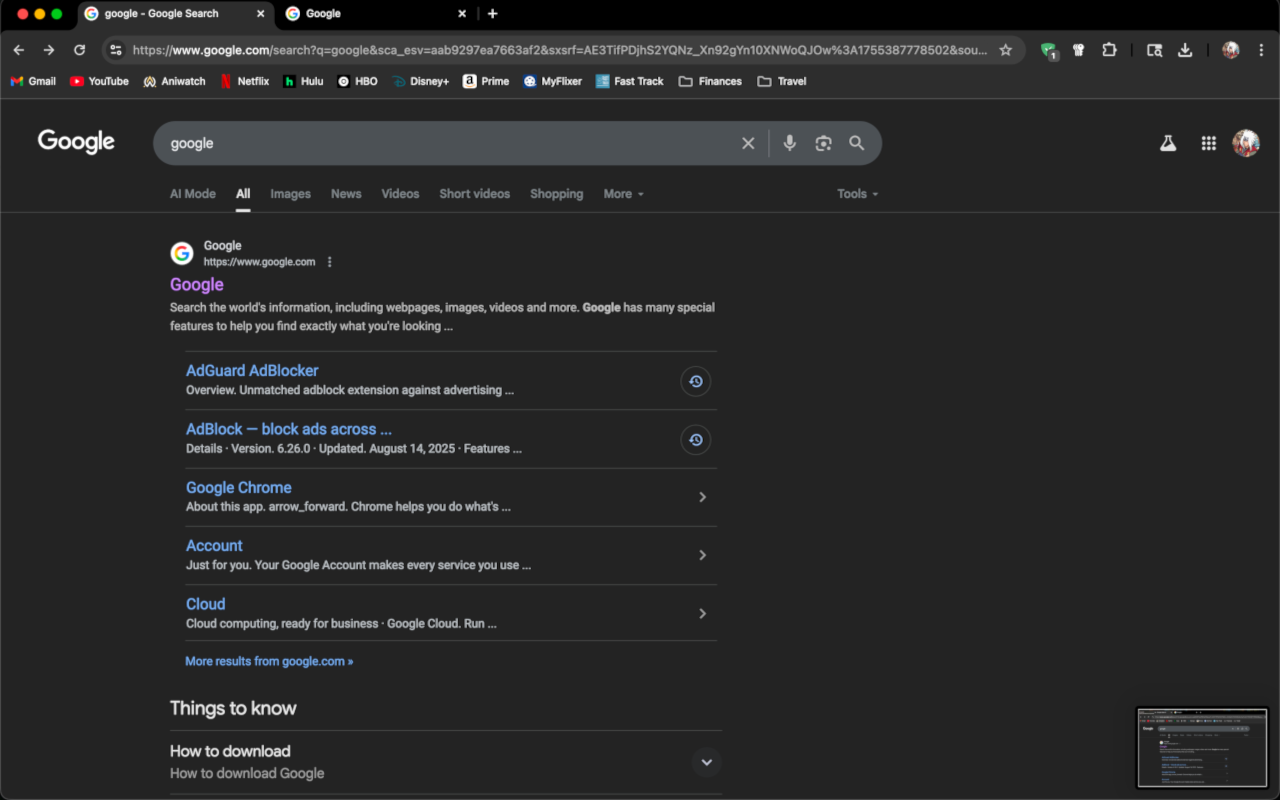 google - Google Search
Google
https://www.google.com/search?q=google&sca_esv=aab9297ea7663af2&sxsrf=AE3TifPDjhS2YQNz_Xn92gYn10XNWoQJOw%3A1755387778502&sou...
1
Gmail YouTube Aniwatch Netflix Hulu HBO Disney+ Prime MyFlixer Fast Track Finances Travel
Google
google
AI Mode All Images News Videos Short videos Shopping More Tools
Google
https://www.google.com
Google
Search the world's information, including webpages, images, videos and more. Google has many special
features to help you find exactly what you're looking ...
AdGuard AdBlocker
Overview. Unmatched adblock extension against advertising ...
AdBlock — block ads across ...
Details · Version. 6.26.0 · Updated. August 14, 2025 · Features ...
Google Chrome
About this app. arrow_forward. Chrome helps you do what's ...
Account
Just for you. Your Google Account makes every service you use ...
Cloud
Cloud computing, ready for business · Google Cloud. Run ...
More results from google.com »
Things to know
How to download
How to download Google